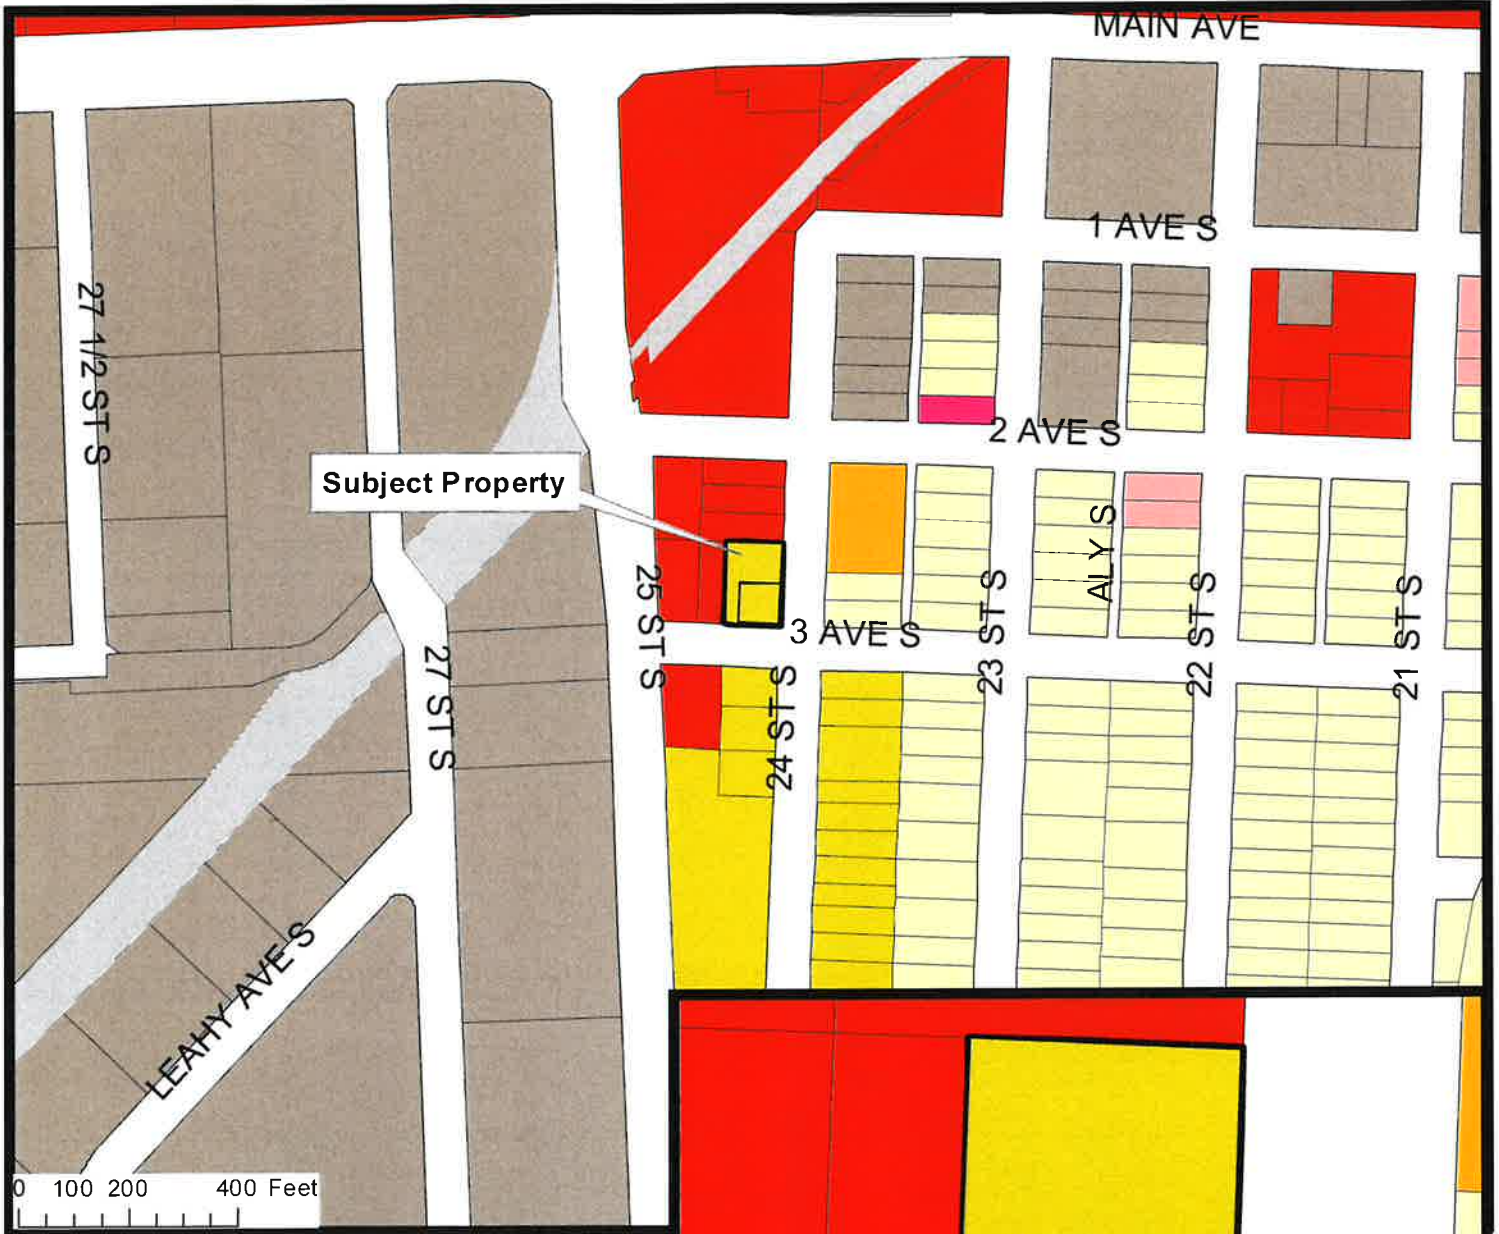 MAIN AVE
1 AVE S
27 1/2 ST S
2 AVE S
Subject Property
ALY S
25 ST S
23 ST S
22 ST S
21 ST S
3 AVE S
27 ST S
24 ST S
LEAHY AVE S
0 100 200 400 Feet